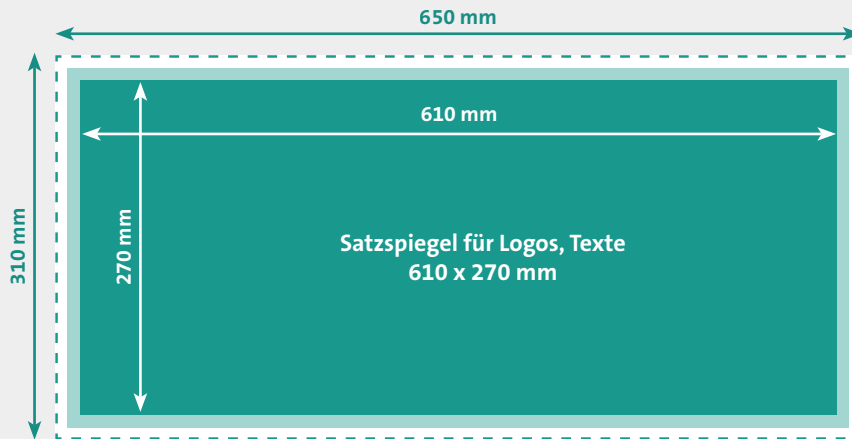 650 mm
610 mm
310 mm
270 mm
Satzspiegel für Logos, Texte
610 x 270 mm